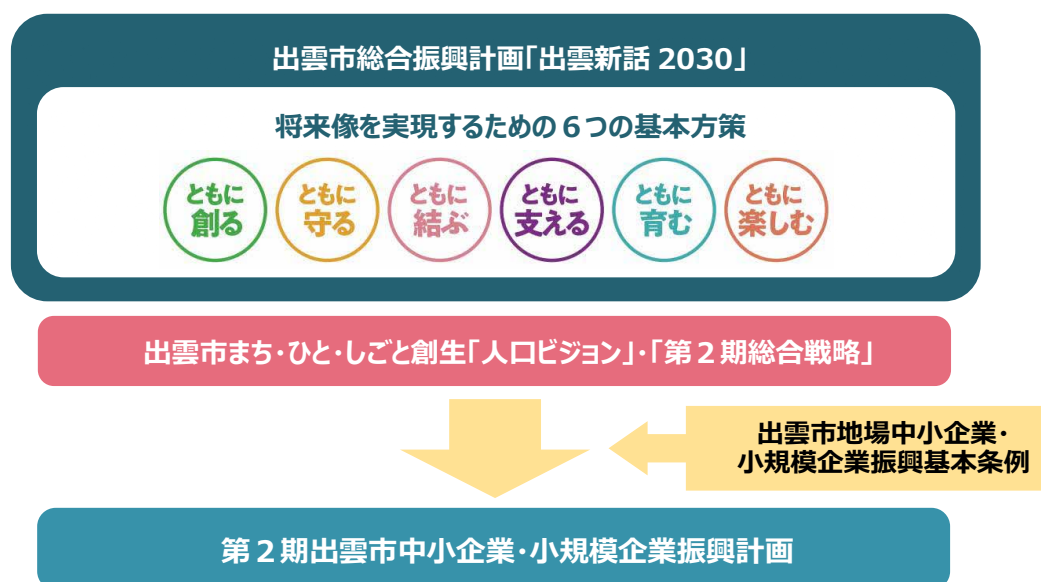 出雲市総合振興計画「出雲新話 2030」
将来像を実現するための６つの基本方策
ともに
創る
ともに
守る
ともに
結ぶ
ともに
支える
ともに
育む
ともに
楽しむ
出雲市まち・ひと・しごと創生「人口ビジョン」・「第２期総合戦略」
出雲市地場中小企業・
小規模企業振興基本条例
第２期出雲市中小企業・小規模企業振興計画